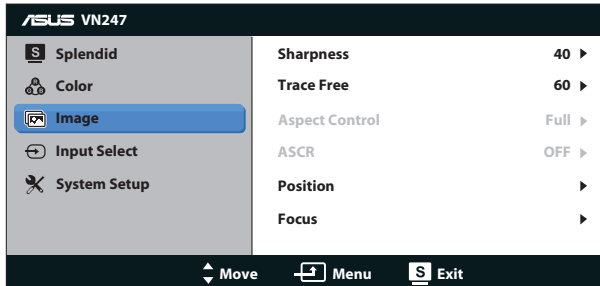 ASUS VN247
S Splendid
Color
Image
Input Select
System Setup
Sharpness 40
Trace Free 60
Aspect Control Full
ASCR OFF
Position
Focus
Move Menu S Exit